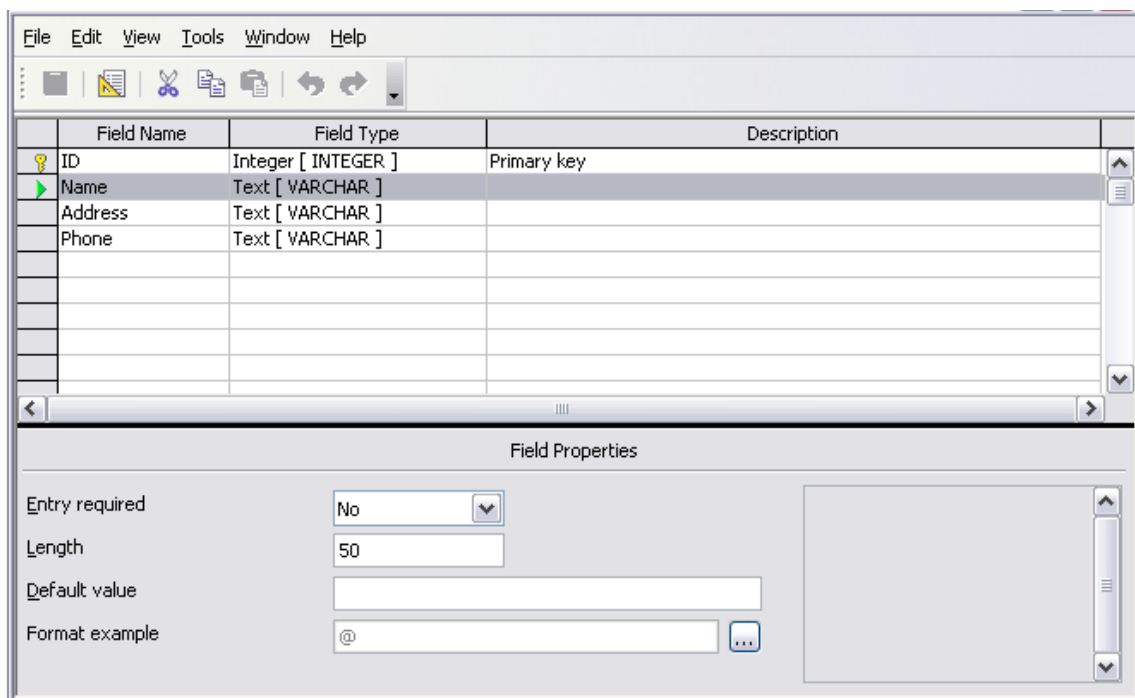 File Edit View Tools Window Help
Field Name Field Type Description
ID Integer [ INTEGER ] Primary key
Name Text [ VARCHAR ]
Address Text [ VARCHAR ]
Phone Text [ VARCHAR ]
Field Properties
Entry required No
Length 50
Default value
Format example @ ...